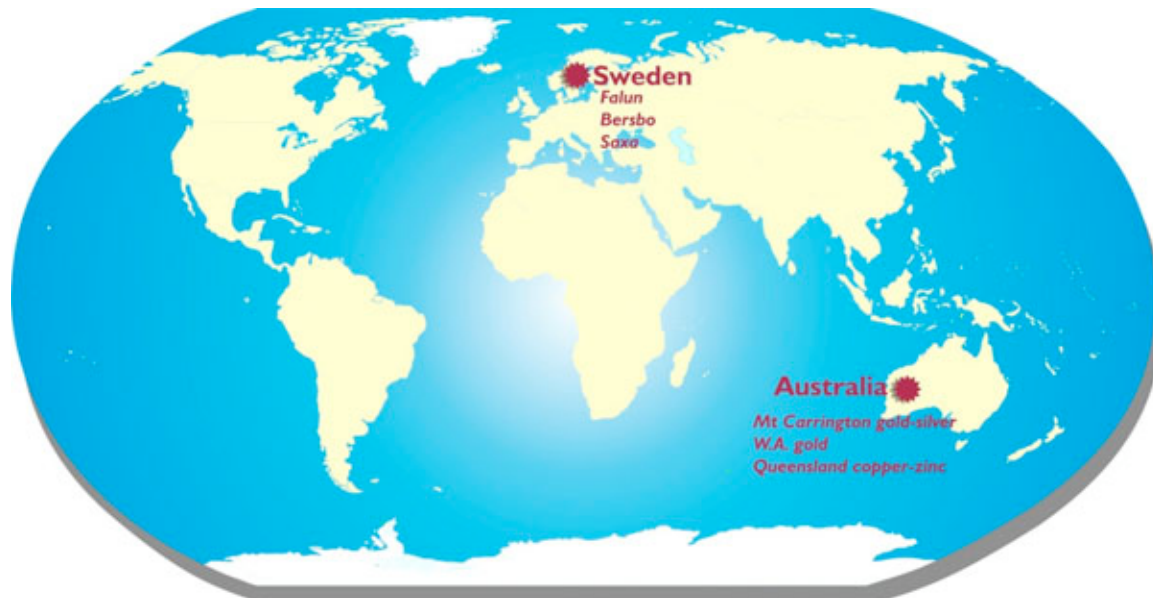 Sweden
Falun
Bersbo
Saxa
Australia
Mt Carrington gold-silver
W.A. gold
Queensland copper-zinc